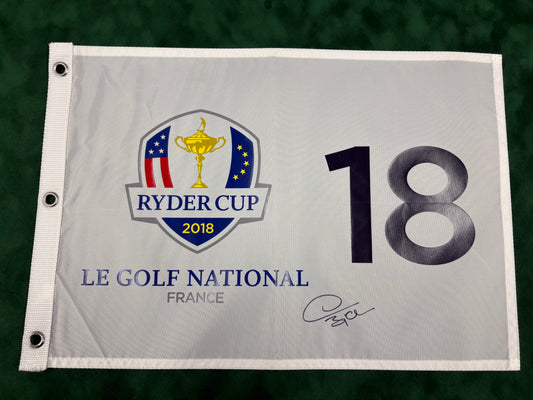 RYDER CUP
2018
LE GOLF NATIONAL
FRANCE
18